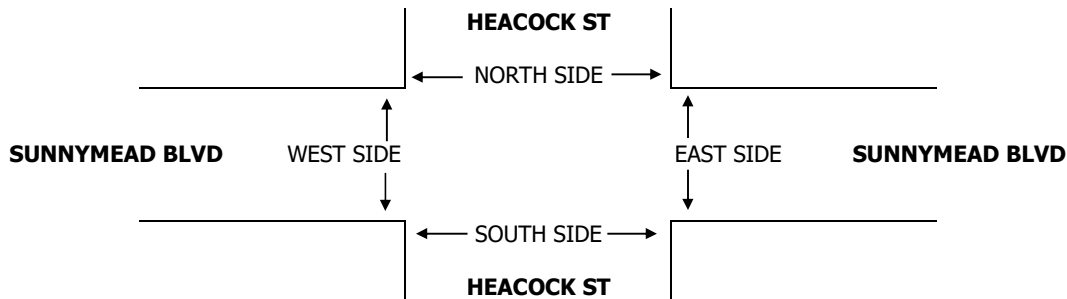 HEACOCK ST
NORTH SIDE
SUNNYMEAD BLVD WEST SIDE EAST SIDE SUNNYMEAD BLVD
SOUTH SIDE
HEACOCK ST